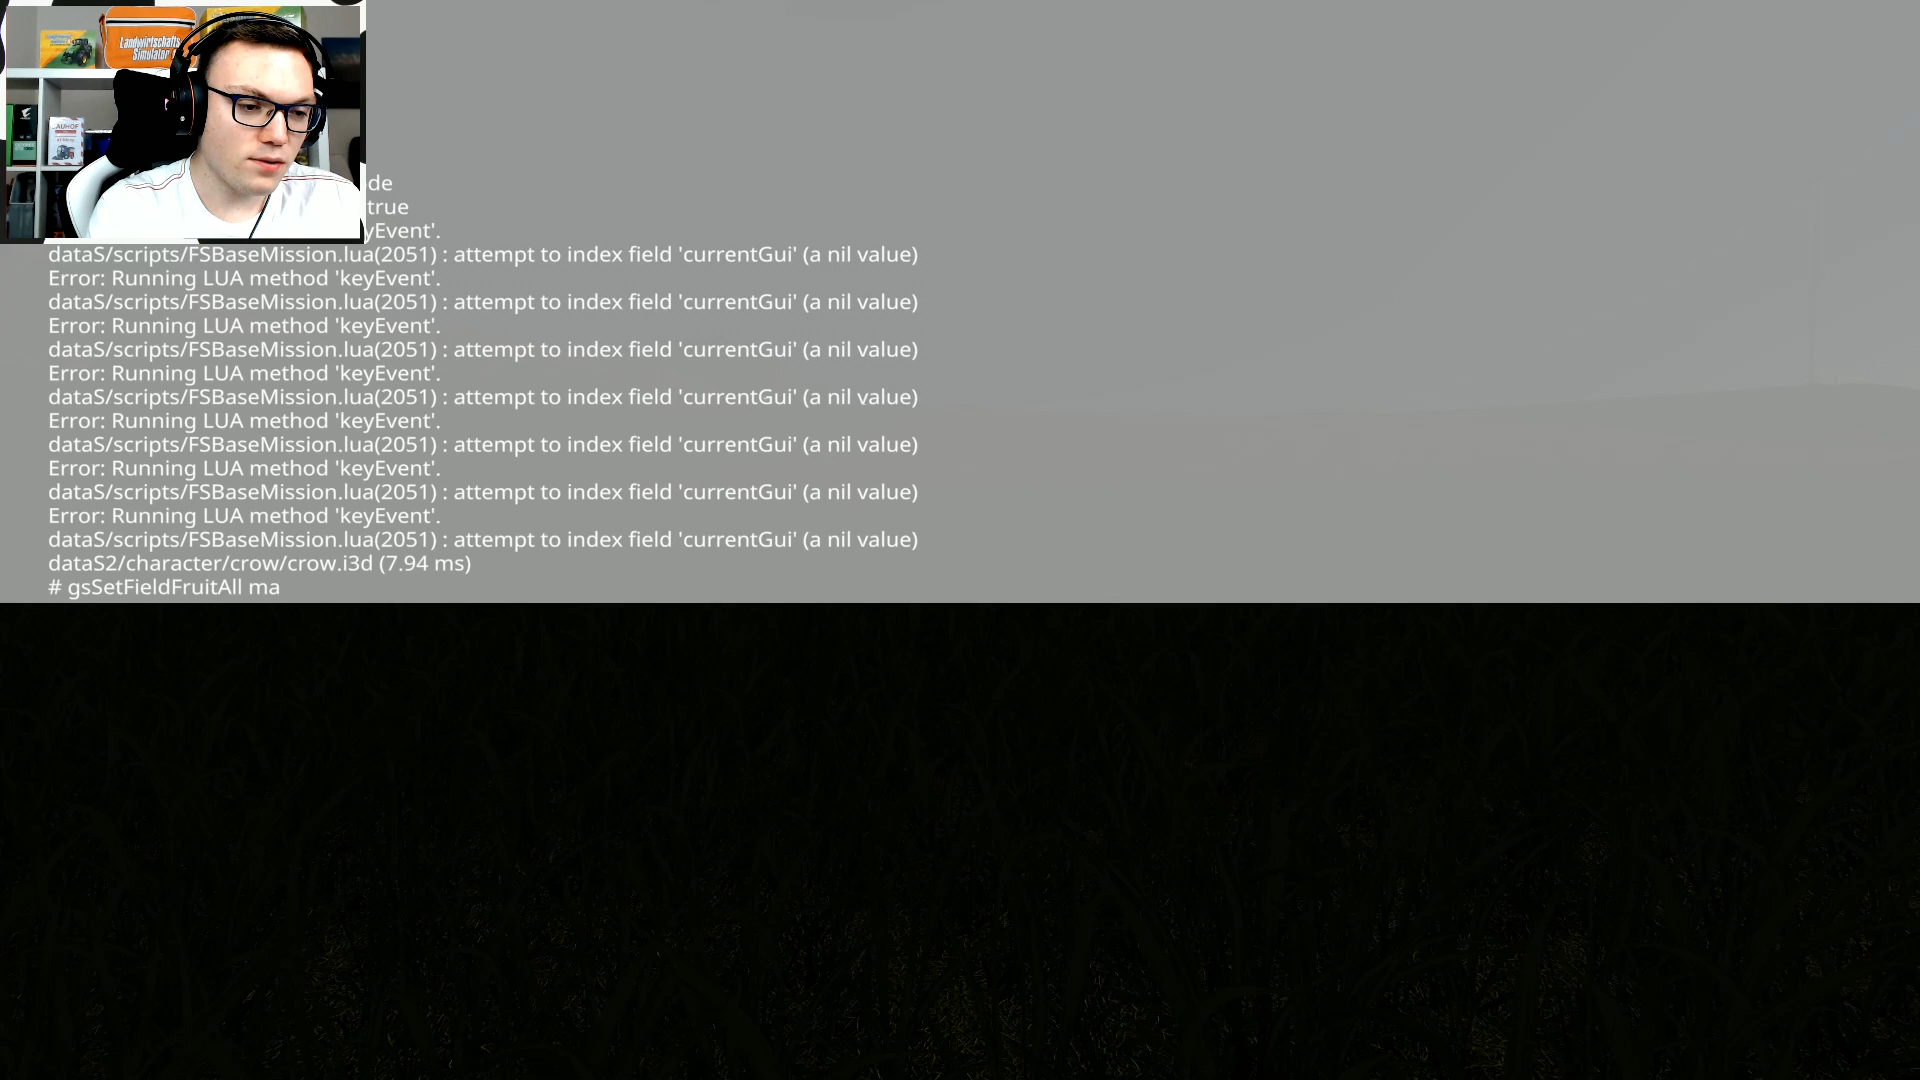 Landwirtschafts
Simulator
AUHOF
de
true
yEvent'.
dataS/scripts/FSBaseMission.lua(2051) : attempt to index field 'currentGui' (a nil value)
Error: Running LUA method 'keyEvent'.
dataS/scripts/FSBaseMission.lua(2051) : attempt to index field 'currentGui' (a nil value)
Error: Running LUA method 'keyEvent'.
dataS/scripts/FSBaseMission.lua(2051) : attempt to index field 'currentGui' (a nil value)
Error: Running LUA method 'keyEvent'.
dataS/scripts/FSBaseMission.lua(2051) : attempt to index field 'currentGui' (a nil value)
Error: Running LUA method 'keyEvent'.
dataS/scripts/FSBaseMission.lua(2051) : attempt to index field 'currentGui' (a nil value)
Error: Running LUA method 'keyEvent'.
dataS/scripts/FSBaseMission.lua(2051) : attempt to index field 'currentGui' (a nil value)
Error: Running LUA method 'keyEvent'.
dataS/scripts/FSBaseMission.lua(2051) : attempt to index field 'currentGui' (a nil value)
dataS2/character/crow/crow.i3d (7.94 ms)
# gsSetFieldFruitAll ma